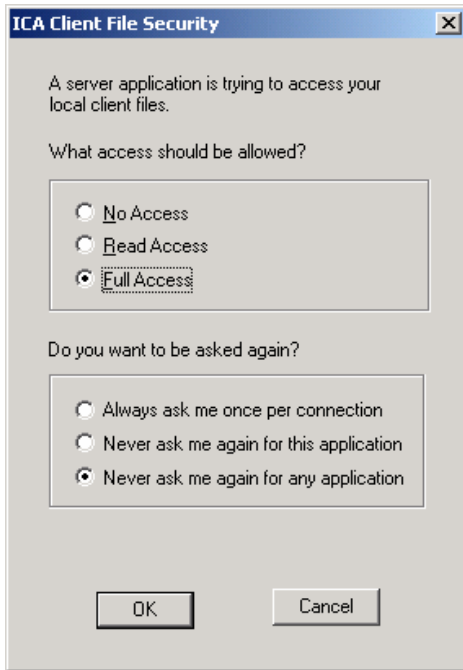 ICA Client File Security
A server application is trying to access your
local client files.
What access should be allowed?
No Access
Read Access
Full Access
Do you want to be asked again?
Always ask me once per connection
Never ask me again for this application
Never ask me again for any application
OK
Cancel